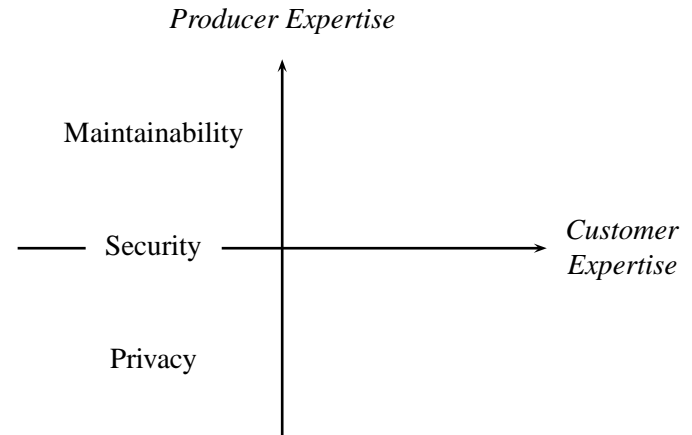 Producer Expertise
Maintainability
Security
Customer
Expertise
Privacy